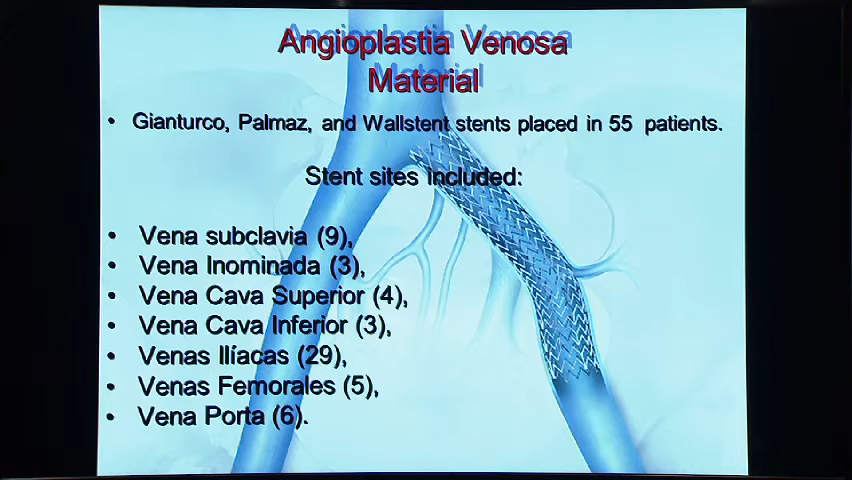 Angioplastia Venosa
Material
• Gianturco, Palmaz, and Wallstent stents placed in 55 patients.
Stent sites included:
• Vena subclavia (9),
• Vena Inominada (3),
• Vena Cava Superior (4),
• Vena Cava Inferior (3),
• Venas Ilíacas (29),
• Venas Femorales (5),
• Vena Porta (6).